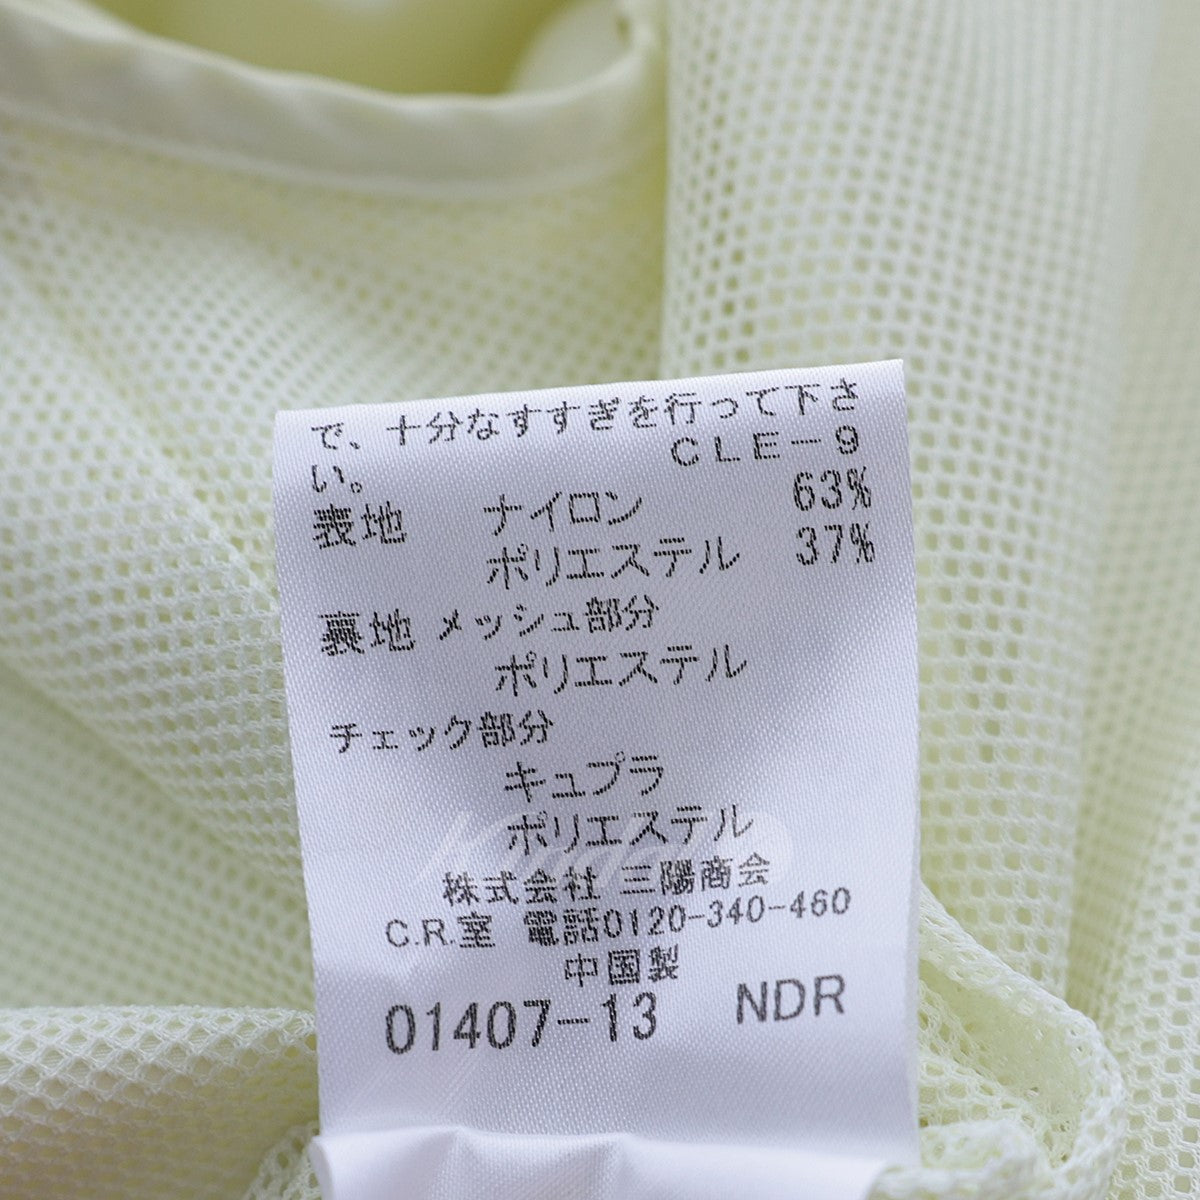 で、十分なすすぎを行って下さ
い。 CLE-9
表地 ナイロン 63%
ポリエステル 37%
裏地 メッシュ部分
ポリエステル
チェック部分
キュプラ
ポリエステル
株式会社 三陽商会
C.R.室 電話0120-340-460
中国製
01407-13 NDR